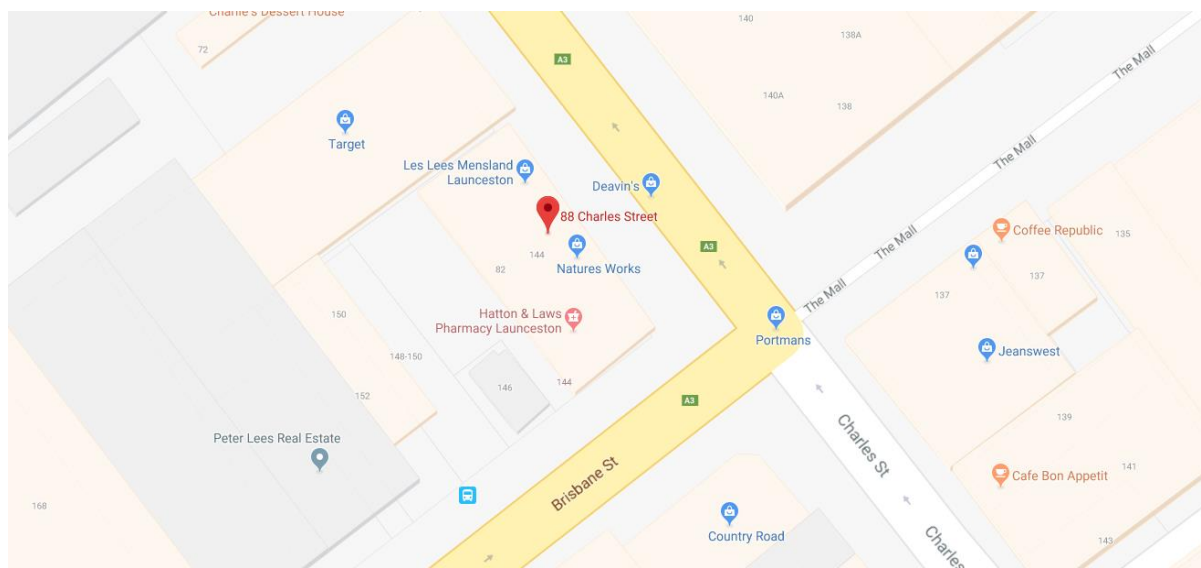 Charlie's Dessert House
72
A3
140
138A
140A
138
The Mall
Target
Les Lees Mensland
Launceston
Deavin's
The Mall
88 Charles Street
144
Natures Works
82
A3
The Mall
Coffee Republic
135
137
137
The Mall
150
Hatton & Laws
Pharmacy Launceston
Portmans
Jeanswest
148-150
146
144
152
A3
Charles St
139
Peter Lees Real Estate
Brisbane St
141
Cafe Bon Appetit
168
Country Road
Charles
143